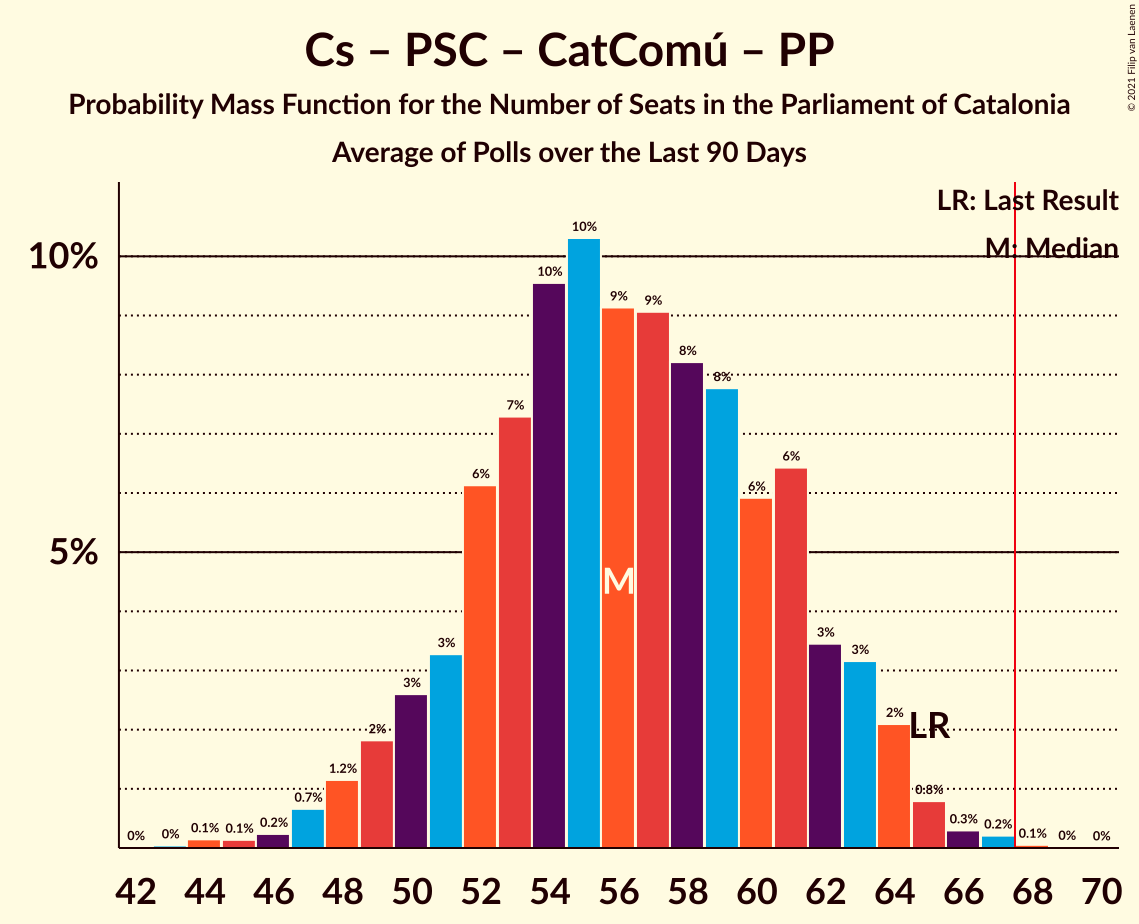 Cs – PSC – CatComú – PP
Probability Mass Function for the Number of Seats in the Parliament of Catalonia
Average of Polls over the Last 90 Days
© 2021 Filip van Laenen
LR: Last Result
M: Median
10%
5%
0% 0% 0.1% 0.1% 0.2% 0.7% 1.2% 2% 3% 3% 6% 7% 10% 10% 9% 9% 8% 8% 6% 6% 3% 3% 2% 0.8% 0.3% 0.2% 0.1% 0% 0%
M
LR
42 44 46 48 50 52 54 56 58 60 62 64 66 68 70